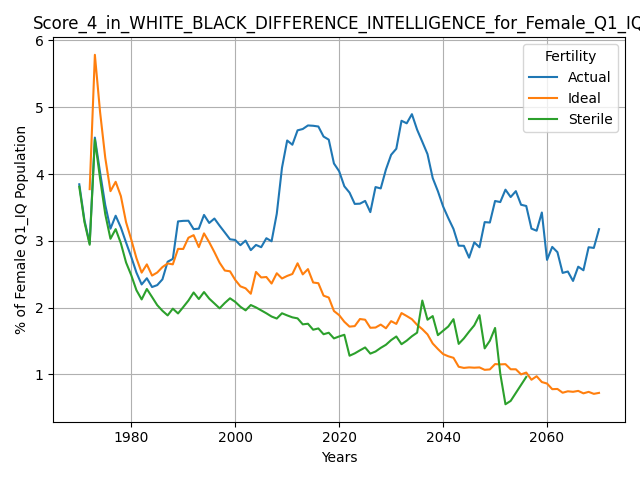 Score_4_in_WHITE_BLACK_DIFFERENCE_INTELLIGENCE_for_Female_Q1_IQ
Fertility
Actual
Ideal
Sterile
% of Female Q1_IQ Population
6
5
4
3
2
1
1980 2000 2020 2040 2060
Years